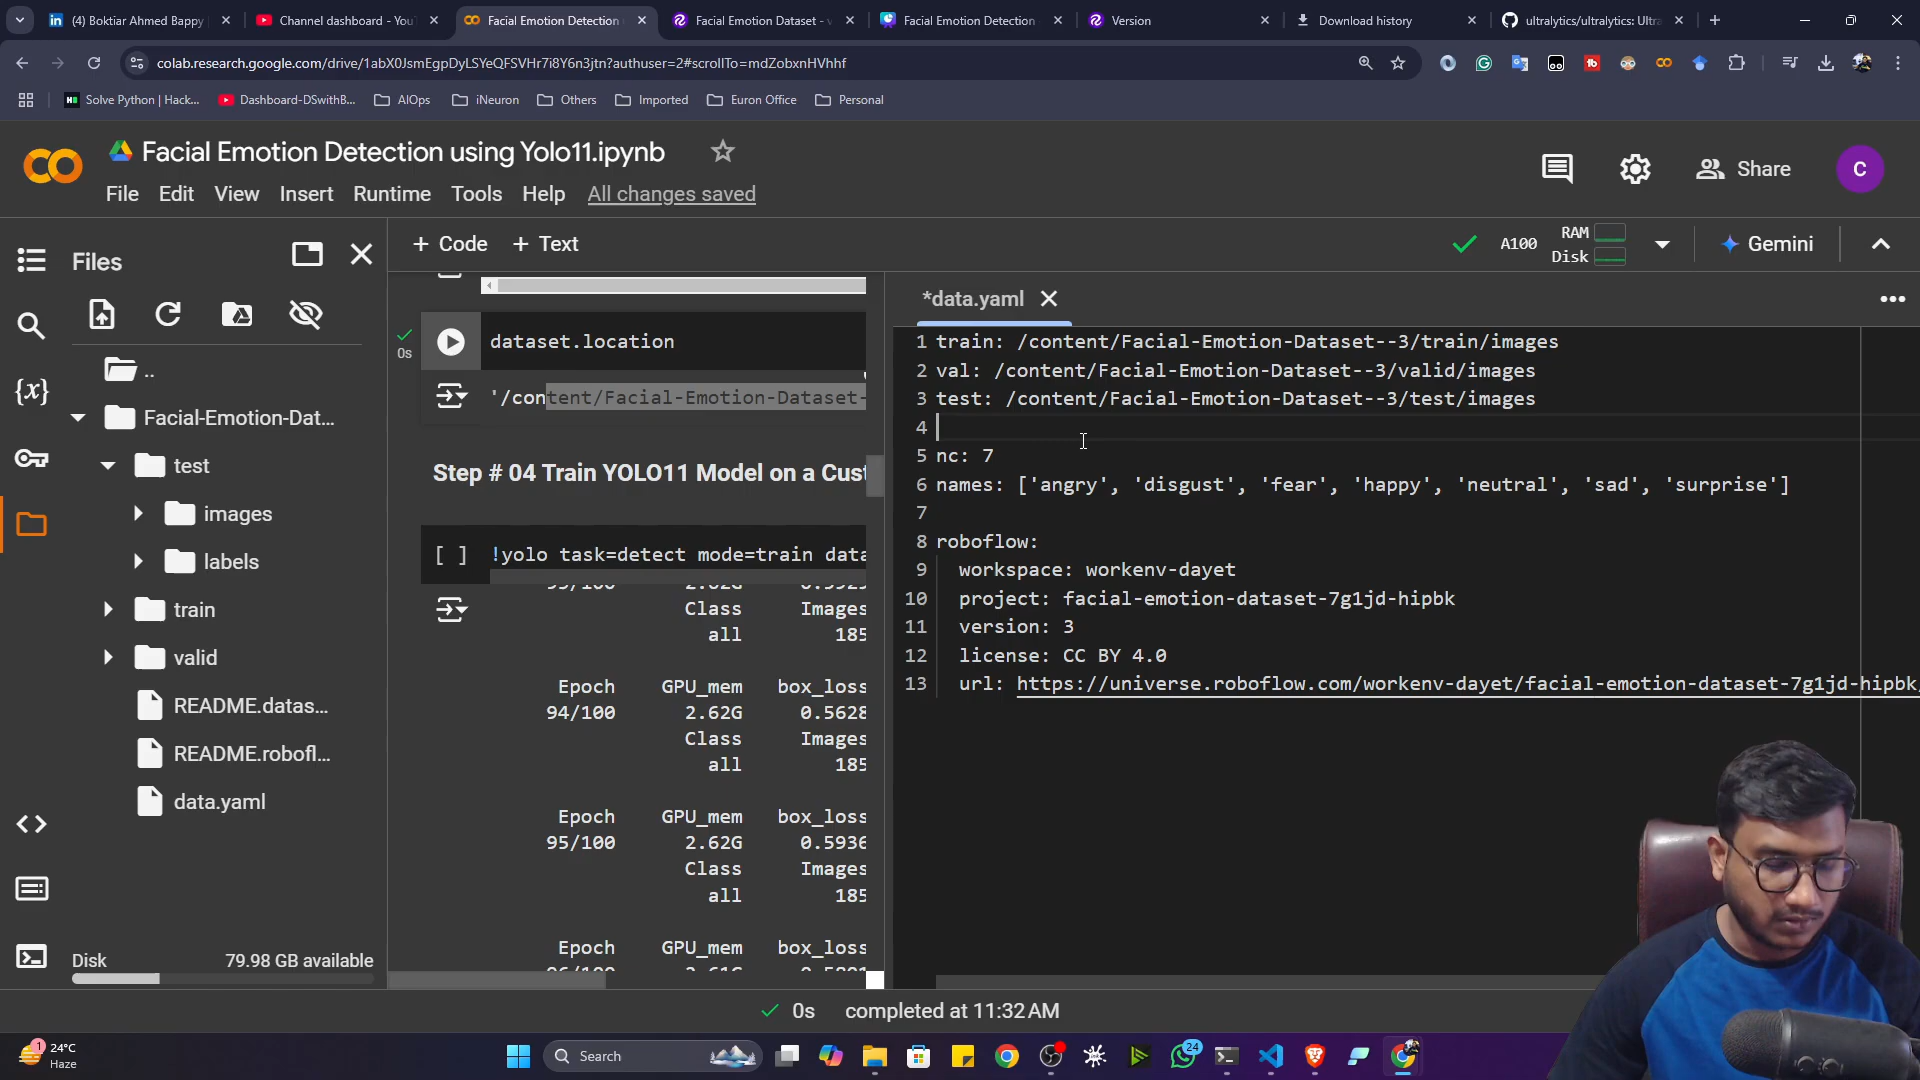 (4) Boktiar Ahmed Bappy
Channel dashboard - You
Facial Emotion Detection
Facial Emotion Dataset - v
Facial Emotion Detection
Version
Download history
ultralytics/ultralytics: Ultra
colab.research.google.com/drive/1abX0JsmEgpDyLSYeQFSVHr7i8Y6n3jtn?authuser=2#scrollTo=mdZobxnHVhhf
Solve Python | Hack...
Dashboard-DSwithB...
AIOps
iNeuron
Others
Imported
Euron Office
Personal
Facial Emotion Detection using Yolo11.ipynb
Share
C
File Edit View Insert Runtime Tools Help All changes saved
Files
+ Code + Text
A100
RAM
Disk
Gemini
..
Facial-Emotion-Dat...
test
images
labels
train
valid
README.datas...
README.robofl...
data.yaml
Disk 79.98 GB available
0s
dataset.location
'/content/Facial-Emotion-Dataset-
Step # 04 Train YOLO11 Model on a Cus
[ ] !yolo task=detect mode=train data
Class Images
all 185
Epoch GPU_mem box_loss
94/100 2.62G 0.5628
Class Images
all 185
Epoch GPU_mem box_loss
95/100 2.62G 0.5936
Class Images
all 185
Epoch GPU_mem box_loss
*data.yaml
1 train: /content/Facial-Emotion-Dataset--3/train/images
2 val: /content/Facial-Emotion-Dataset--3/valid/images
3 test: /content/Facial-Emotion-Dataset--3/test/images
4
5 nc: 7
6 names: ['angry', 'disgust', 'fear', 'happy', 'neutral', 'sad', 'surprise']
7
8 roboflow:
9 workspace: workenv-dayet
10 project: facial-emotion-dataset-7g1jd-hipbk
11 version: 3
12 license: CC BY 4.0
13 url: https://universe.roboflow.com/workenv-dayet/facial-emotion-dataset-7g1jd-hipbk
0s completed at 11:32 AM
1
24°C
Haze
Search
24